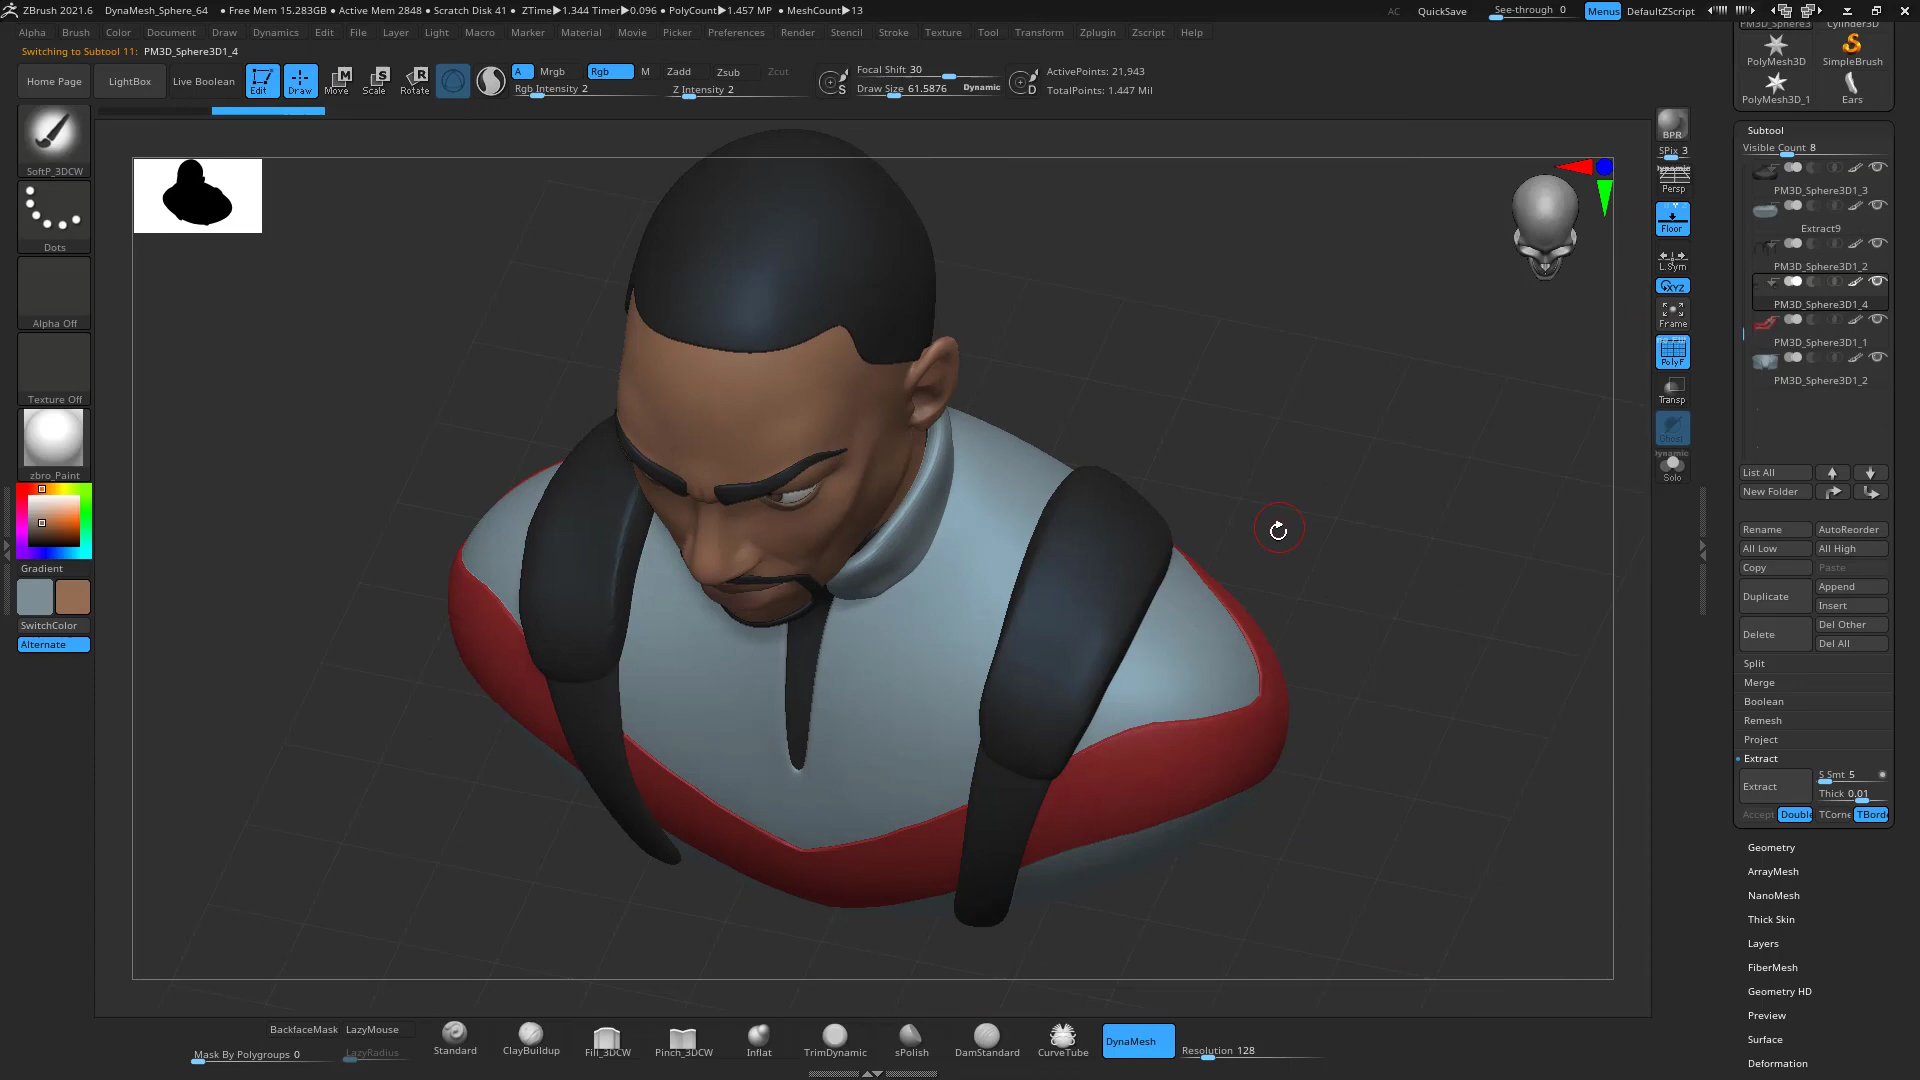 ZBrush 2021.6 DynaMesh_Sphere_64 • Free Mem 15.283GB • Active Mem 2848 • Scratch Disk 41 • ZTime▶1.344 Timer▶0.096 • PolyCount▶1.457 MP • MeshCount▶13 AC QuickSave See-through 0 Menus DefaultZScript
Alpha Brush Color Document Draw Dynamics Edit File Layer Light Macro Marker Material Movie Picker Preferences Render Stencil Stroke Texture Tool Transform Zplugin Zscript Help
Switching to Subtool 11: PM3D_Sphere3D1_4
Home Page LightBox Live Boolean Edit Draw Move Scale Rotate
A Mrgb Rgb M Zadd Zsub Zcut
Rgb Intensity 2 Z Intensity 2
Focal Shift 30
Draw Size 61.5876 Dynamic
S
D
ActivePoints: 21,943
TotalPoints: 1.447 Mil
SoftP_3DCW
Dots
Alpha Off
Texture Off
zbro_Paint
Gradient
SwitchColor
Alternate
BPR
SPix 3
Dynamic
Persp
Floor
L.Sym
XYZ
Frame
PolyF
Transp
Ghost
Dynamic
Solo
PM3D_Sphere3 Cylinder3D
PolyMesh3D SimpleBrush
PolyMesh3D_1 Ears
Subtool
Visible Count 8
PM3D_Sphere3D1_3
Extract9
PM3D_Sphere3D1_2
PM3D_Sphere3D1_4
PM3D_Sphere3D1_1
PM3D_Sphere3D1_2
List All
New Folder
Rename AutoReorder
All Low All High
Copy Paste
Duplicate Append
Insert
Delete Del Other
Del All
Split
Merge
Boolean
Remesh
Project
Extract
Extract S Smt 5
Thick 0.01
Accept Double TCorne TBorde
Geometry
ArrayMesh
NanoMesh
Thick Skin
Layers
FiberMesh
Geometry HD
Preview
Surface
Deformation
BackfaceMask LazyMouse
Mask By Polygroups 0 LazyRadius
Standard ClayBuildup Fill_3DCW Pinch_3DCW Inflat TrimDynamic sPolish DamStandard CurveTube DynaMesh Resolution 128